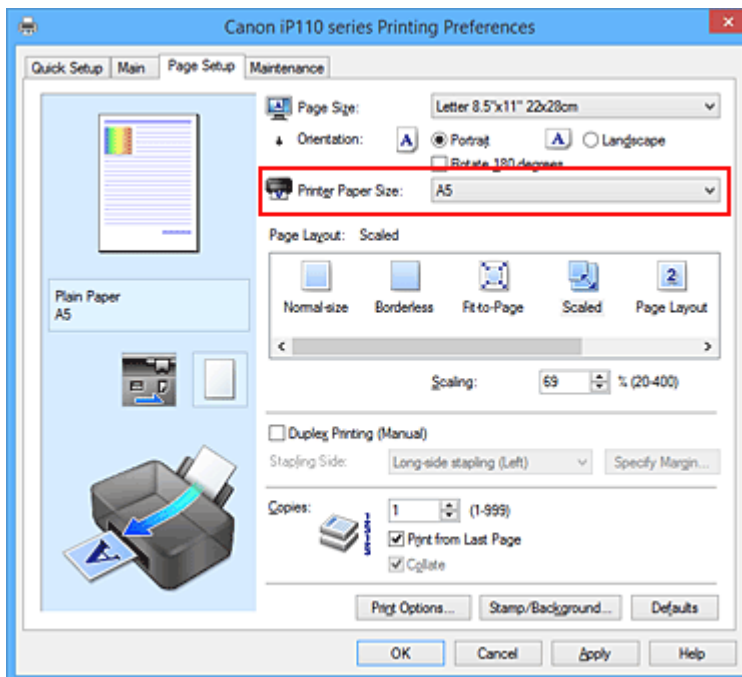 Canon iP110 series Printing Preferences
Quick Setup Main Page Setup Maintenance
Page Size: Letter 8.5"x11" 22x28cm
Orientation: A Portrait A Landscape
Rotate 180 degrees
Printer Paper Size: A5
Page Layout: Scaled
Normal-size Borderless Fit-to-Page Scaled Page Layout
Plain Paper
A5
Scaling: 69 % (20-400)
Duplex Printing (Manual)
Stapling Side: Long-side stapling (Left) Specify Margin...
Copies: 1 (1-999)
Print from Last Page
Collate
Print Options... Stamp/Background... Defaults
OK Cancel Apply Help